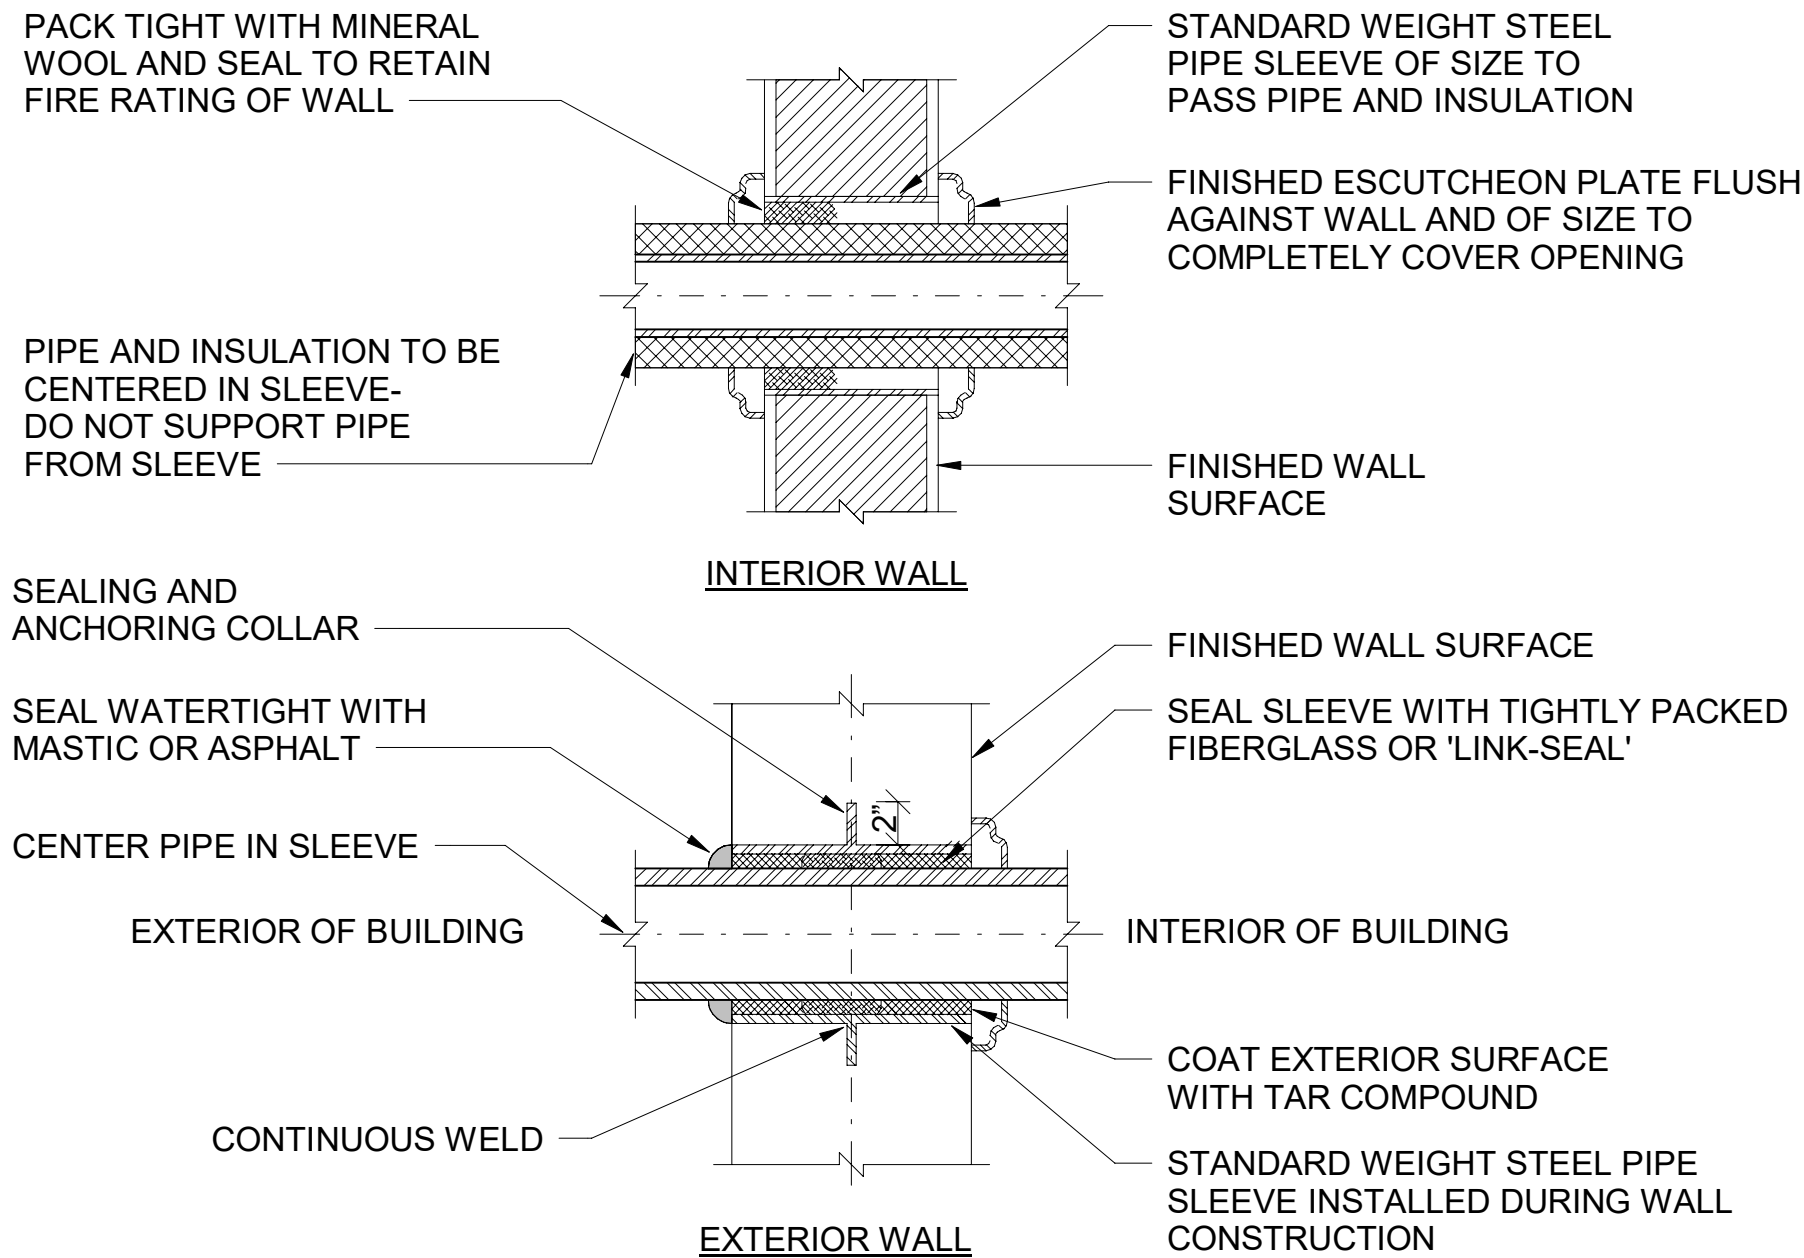 PACK TIGHT WITH MINERAL
WOOL AND SEAL TO RETAIN
FIRE RATING OF WALL
STANDARD WEIGHT STEEL
PIPE SLEEVE OF SIZE TO
PASS PIPE AND INSULATION
FINISHED ESCUTCHEON PLATE FLUSH
AGAINST WALL AND OF SIZE TO
COMPLETELY COVER OPENING
PIPE AND INSULATION TO BE
CENTERED IN SLEEVE-
DO NOT SUPPORT PIPE
FROM SLEEVE
FINISHED WALL
SURFACE
INTERIOR WALL
SEALING AND
ANCHORING COLLAR
FINISHED WALL SURFACE
SEAL WATERTIGHT WITH
MASTIC OR ASPHALT
SEAL SLEEVE WITH TIGHTLY PACKED
FIBERGLASS OR 'LINK-SEAL'
2"
CENTER PIPE IN SLEEVE
EXTERIOR OF BUILDING
INTERIOR OF BUILDING
COAT EXTERIOR SURFACE
WITH TAR COMPOUND
CONTINUOUS WELD
STANDARD WEIGHT STEEL PIPE
SLEEVE INSTALLED DURING WALL
CONSTRUCTION
EXTERIOR WALL